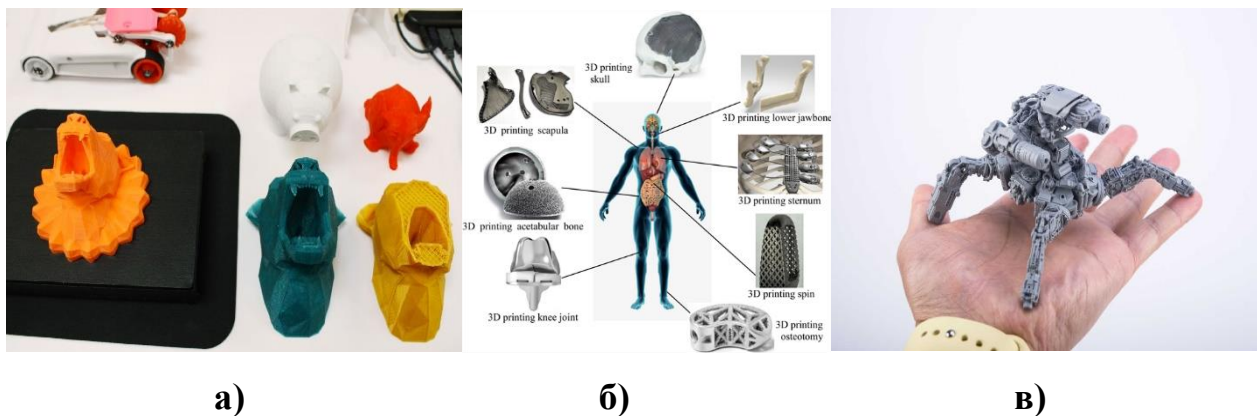 3D printing
skull
3D printing scapula
3D printing lower jawbone
3D printing sternum
3D printing acetabular bone
3D printing spin
3D printing knee joint
3D printing
osteotomy
а)
б)
в)